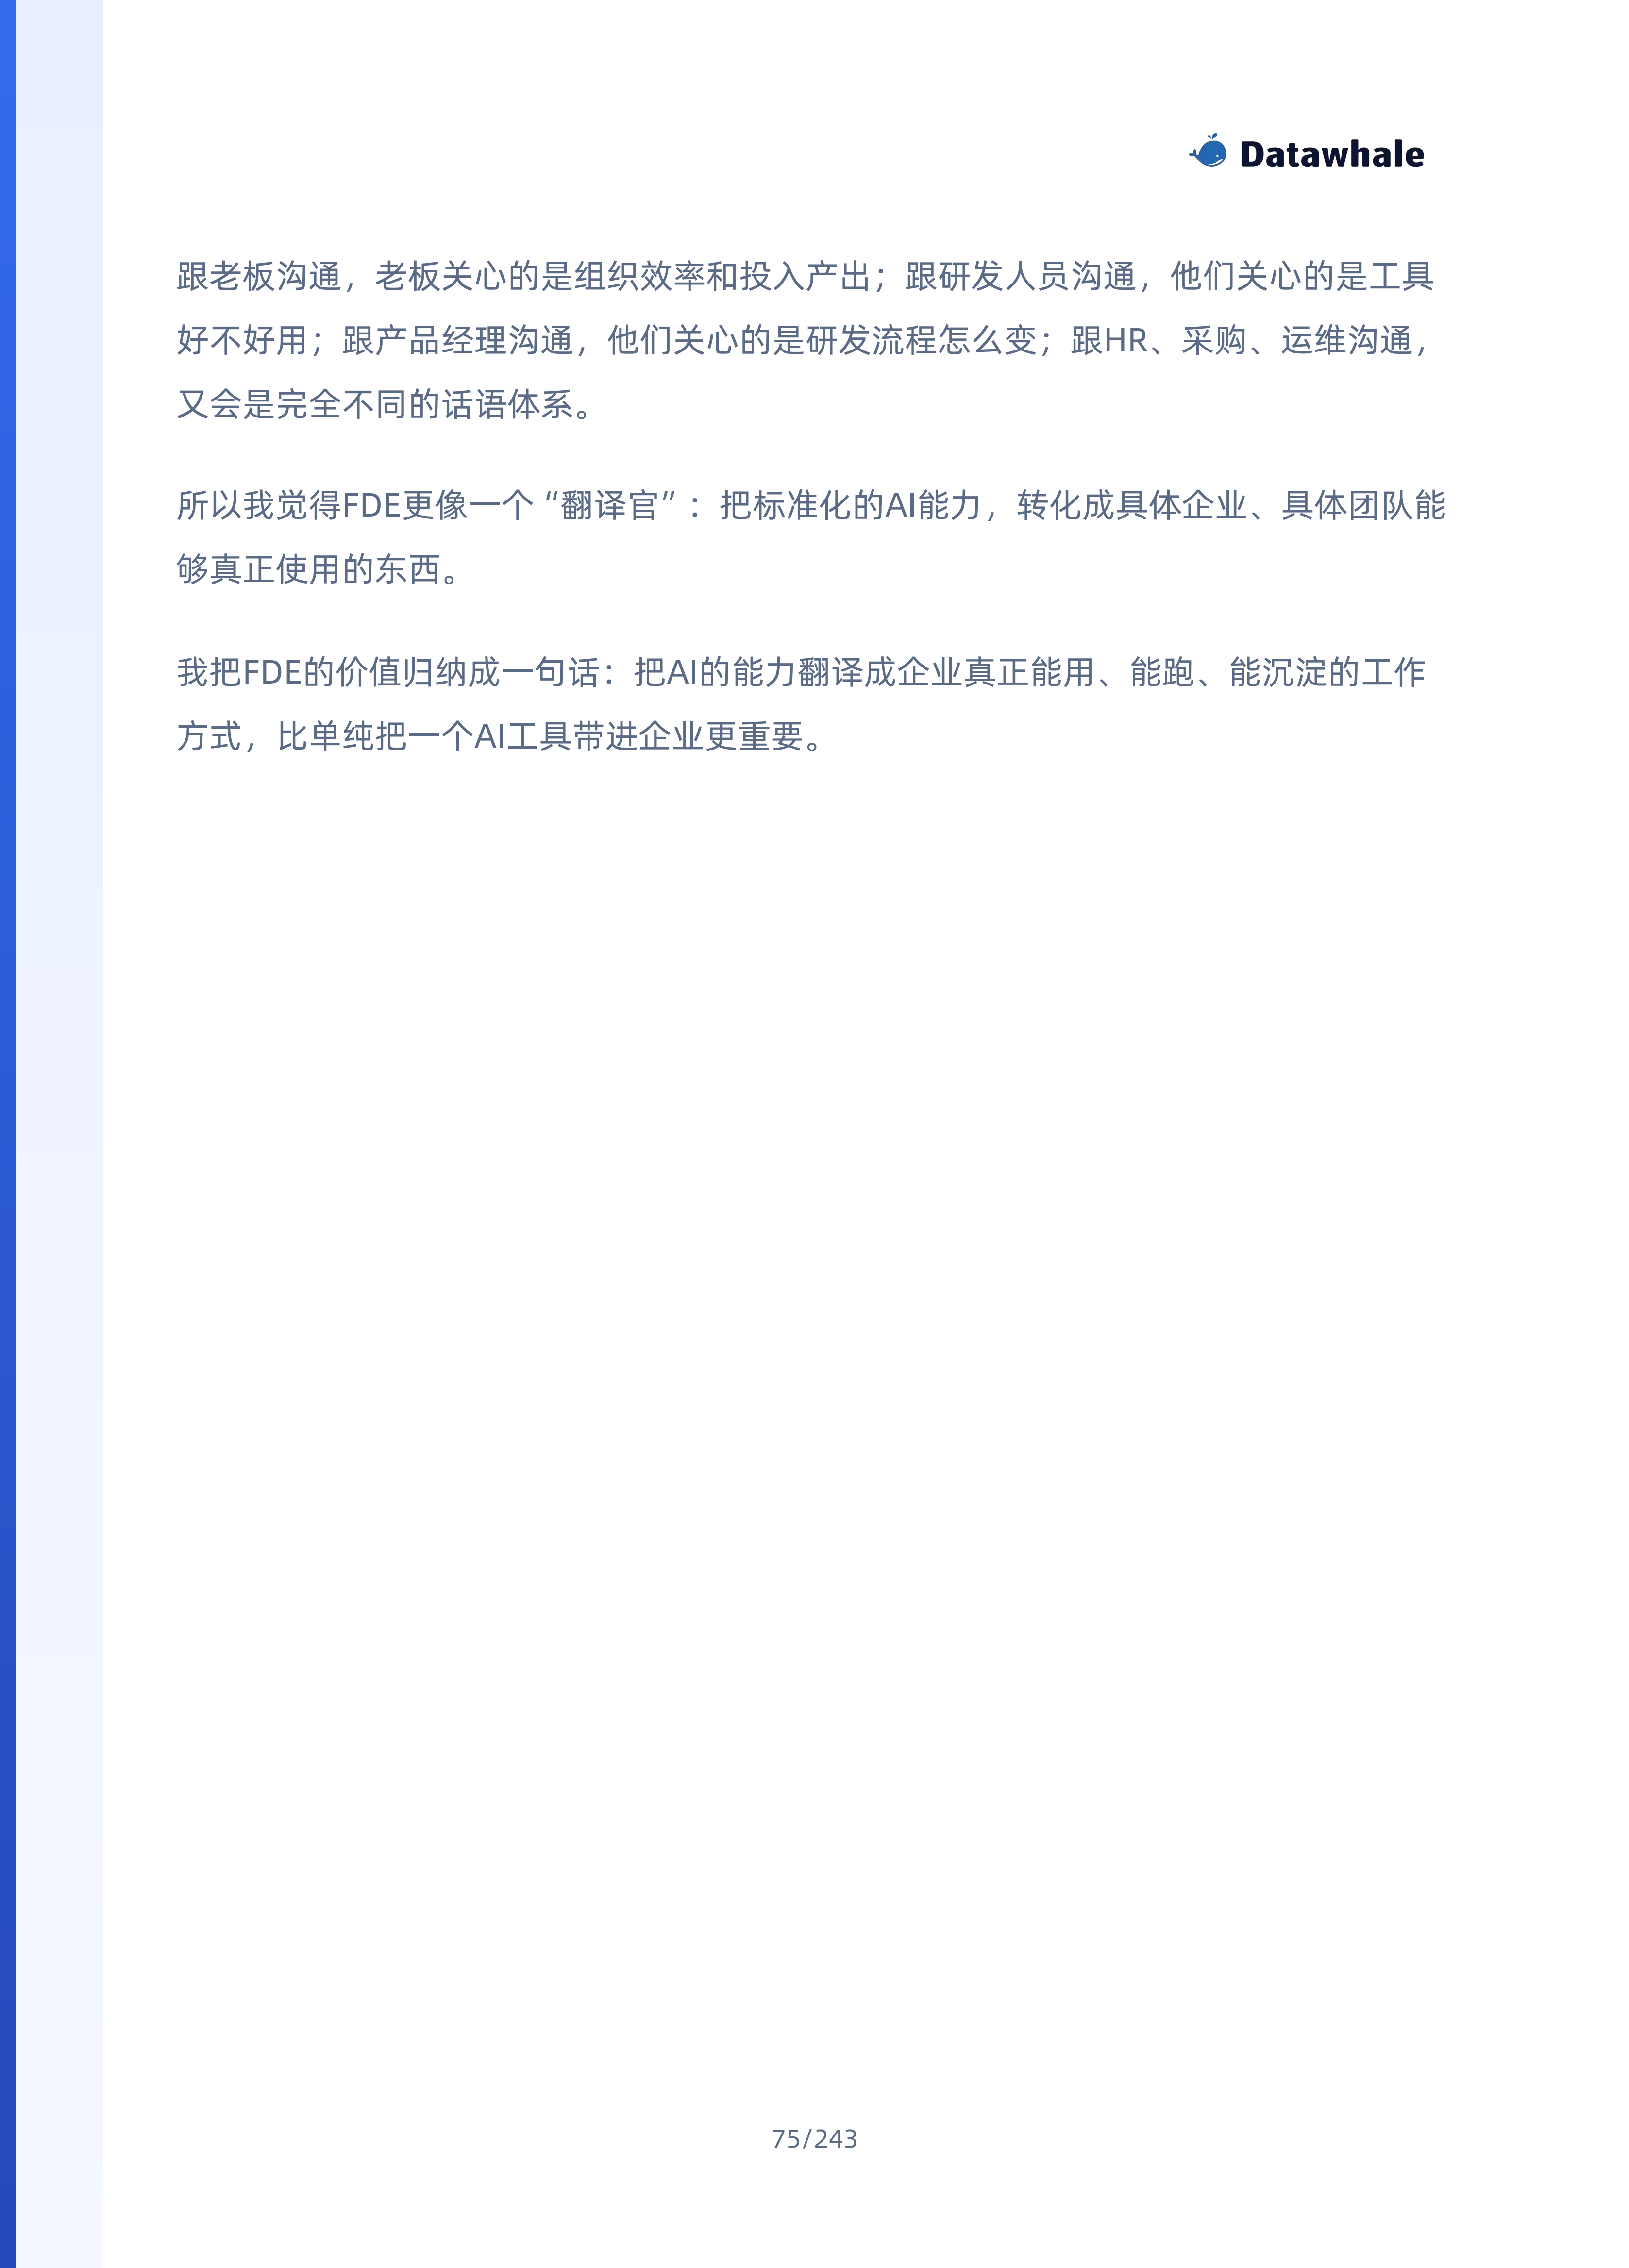 Datawhale
跟老板沟通，老板关心的是组织效率和投入产出；跟研发人员沟通，他们关心的是工具
好不好用；跟产品经理沟通，他们关心的是研发流程怎么变；跟HR、采购、运维沟通，
又会是完全不同的话语体系。
所以我觉得FDE更像一个“翻译官”：把标准化的AI能力，转化成具体企业、具体团队能
够真正使用的东西。
我把FDE的价值归纳成一句话：把AI的能力翻译成企业真正能用、能跑、能沉淀的工作
方式，比单纯把一个AI工具带进企业更重要。
75/243